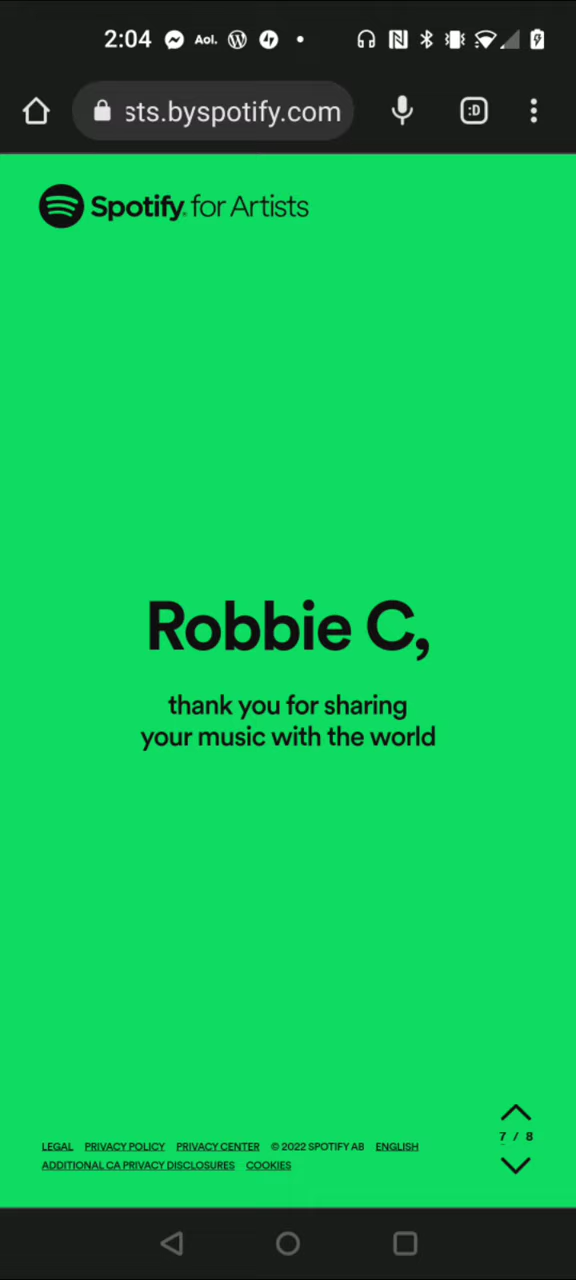 2:04 Aol.
sts.byspotify.com :D
Spotify for Artists
Robbie C,
thank you for sharing
your music with the world
7 / 8
LEGAL PRIVACY POLICY PRIVACY CENTER © 2022 SPOTIFY AB ENGLISH
ADDITIONAL CA PRIVACY DISCLOSURES COOKIES